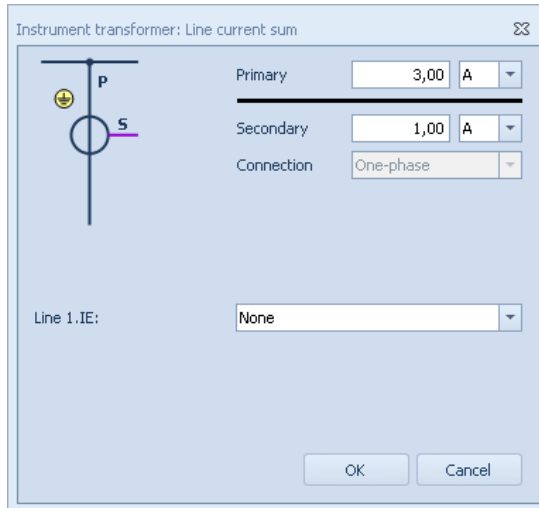 Instrument transformer: Line current sum
P
S
Primary 3,00 A
Secondary 1,00 A
Connection One-phase
Line 1.IE: None
OK Cancel